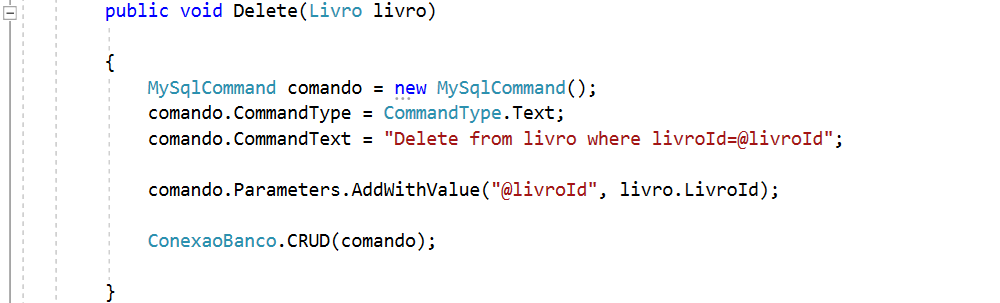 public void Delete(Livro livro)
{
MySqlCommand comando = new MySqlCommand();
comando.CommandType = CommandType.Text;
comando.CommandText = "Delete from livro where livroId=@livroId";
comando.Parameters.AddWithValue("@livroId", livro.LivroId);
ConexaoBanco.CRUD(comando);
}